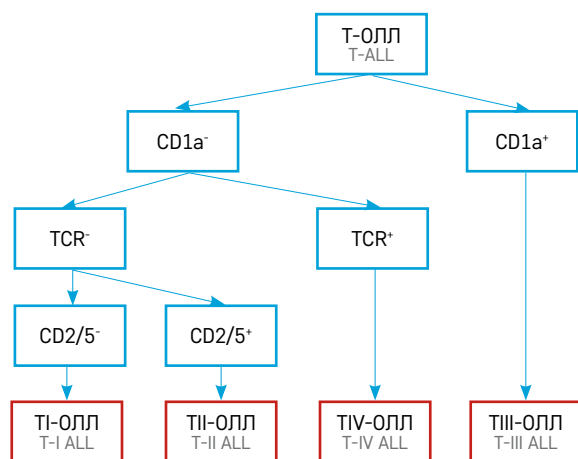 Т-ОЛЛ
T-ALL
CD1a⁻
CD1a⁺
TCR⁻
TCR⁺
CD2/5⁻
CD2/5⁺
TI-ОЛЛ
T-I ALL
TII-ОЛЛ
T-II ALL
TIV-ОЛЛ
T-IV ALL
TIII-ОЛЛ
T-III ALL